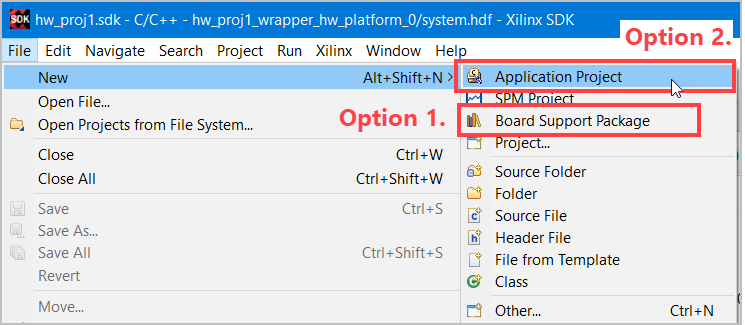 hw_proj1.sdk - C/C++ - hw_proj1_wrapper_hw_platform_0/system.hdf - Xilinx SDK
Option 2.
File Edit Navigate Search Project Run Xilinx Window Help
New Alt+Shift+N >
Application Project
Open File...
SPM Project
Open Projects from File System...
Option 1.
Board Support Package
Project...
Close Ctrl+W
Source Folder
Close All Ctrl+Shift+W
Folder
Save Ctrl+S
Source File
Save As...
Header File
Save All Ctrl+Shift+S
File from Template
Revert
Class
Move...
Other... Ctrl+N